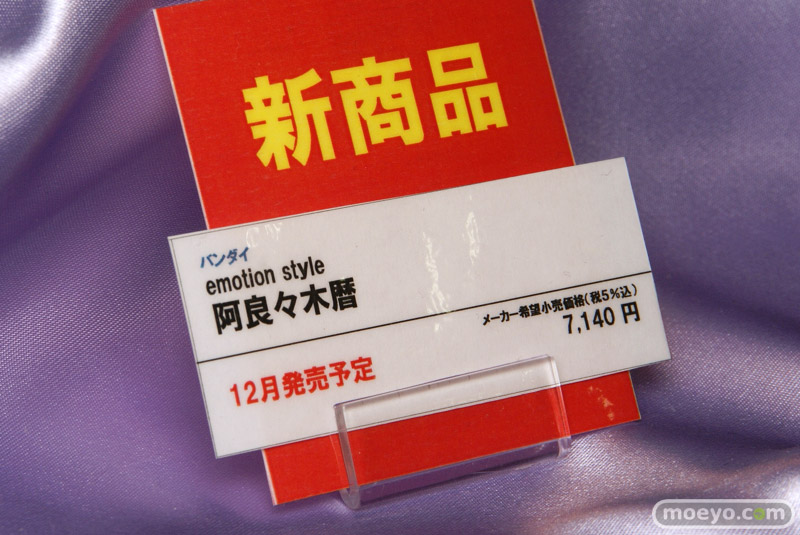 新商品
バンダイ
emotion style
阿良々木暦
メーカー希望小売価格(税5%込)
7,140 円
12月発売予定
moeyo.com